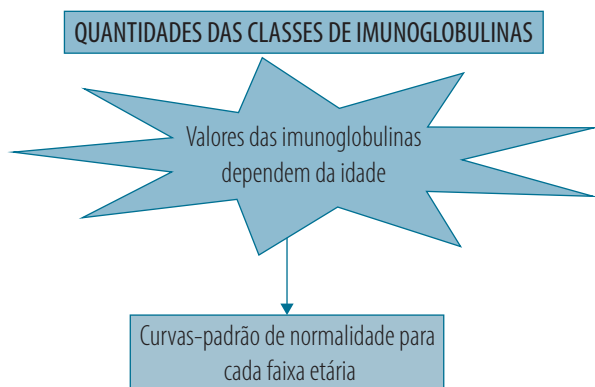 QUANTIDADES DAS CLASSES DE IMUNOGLOBULINAS
Valores das imunoglobulinas
dependem da idade
Curvas-padrão de normalidade para
cada faixa etária